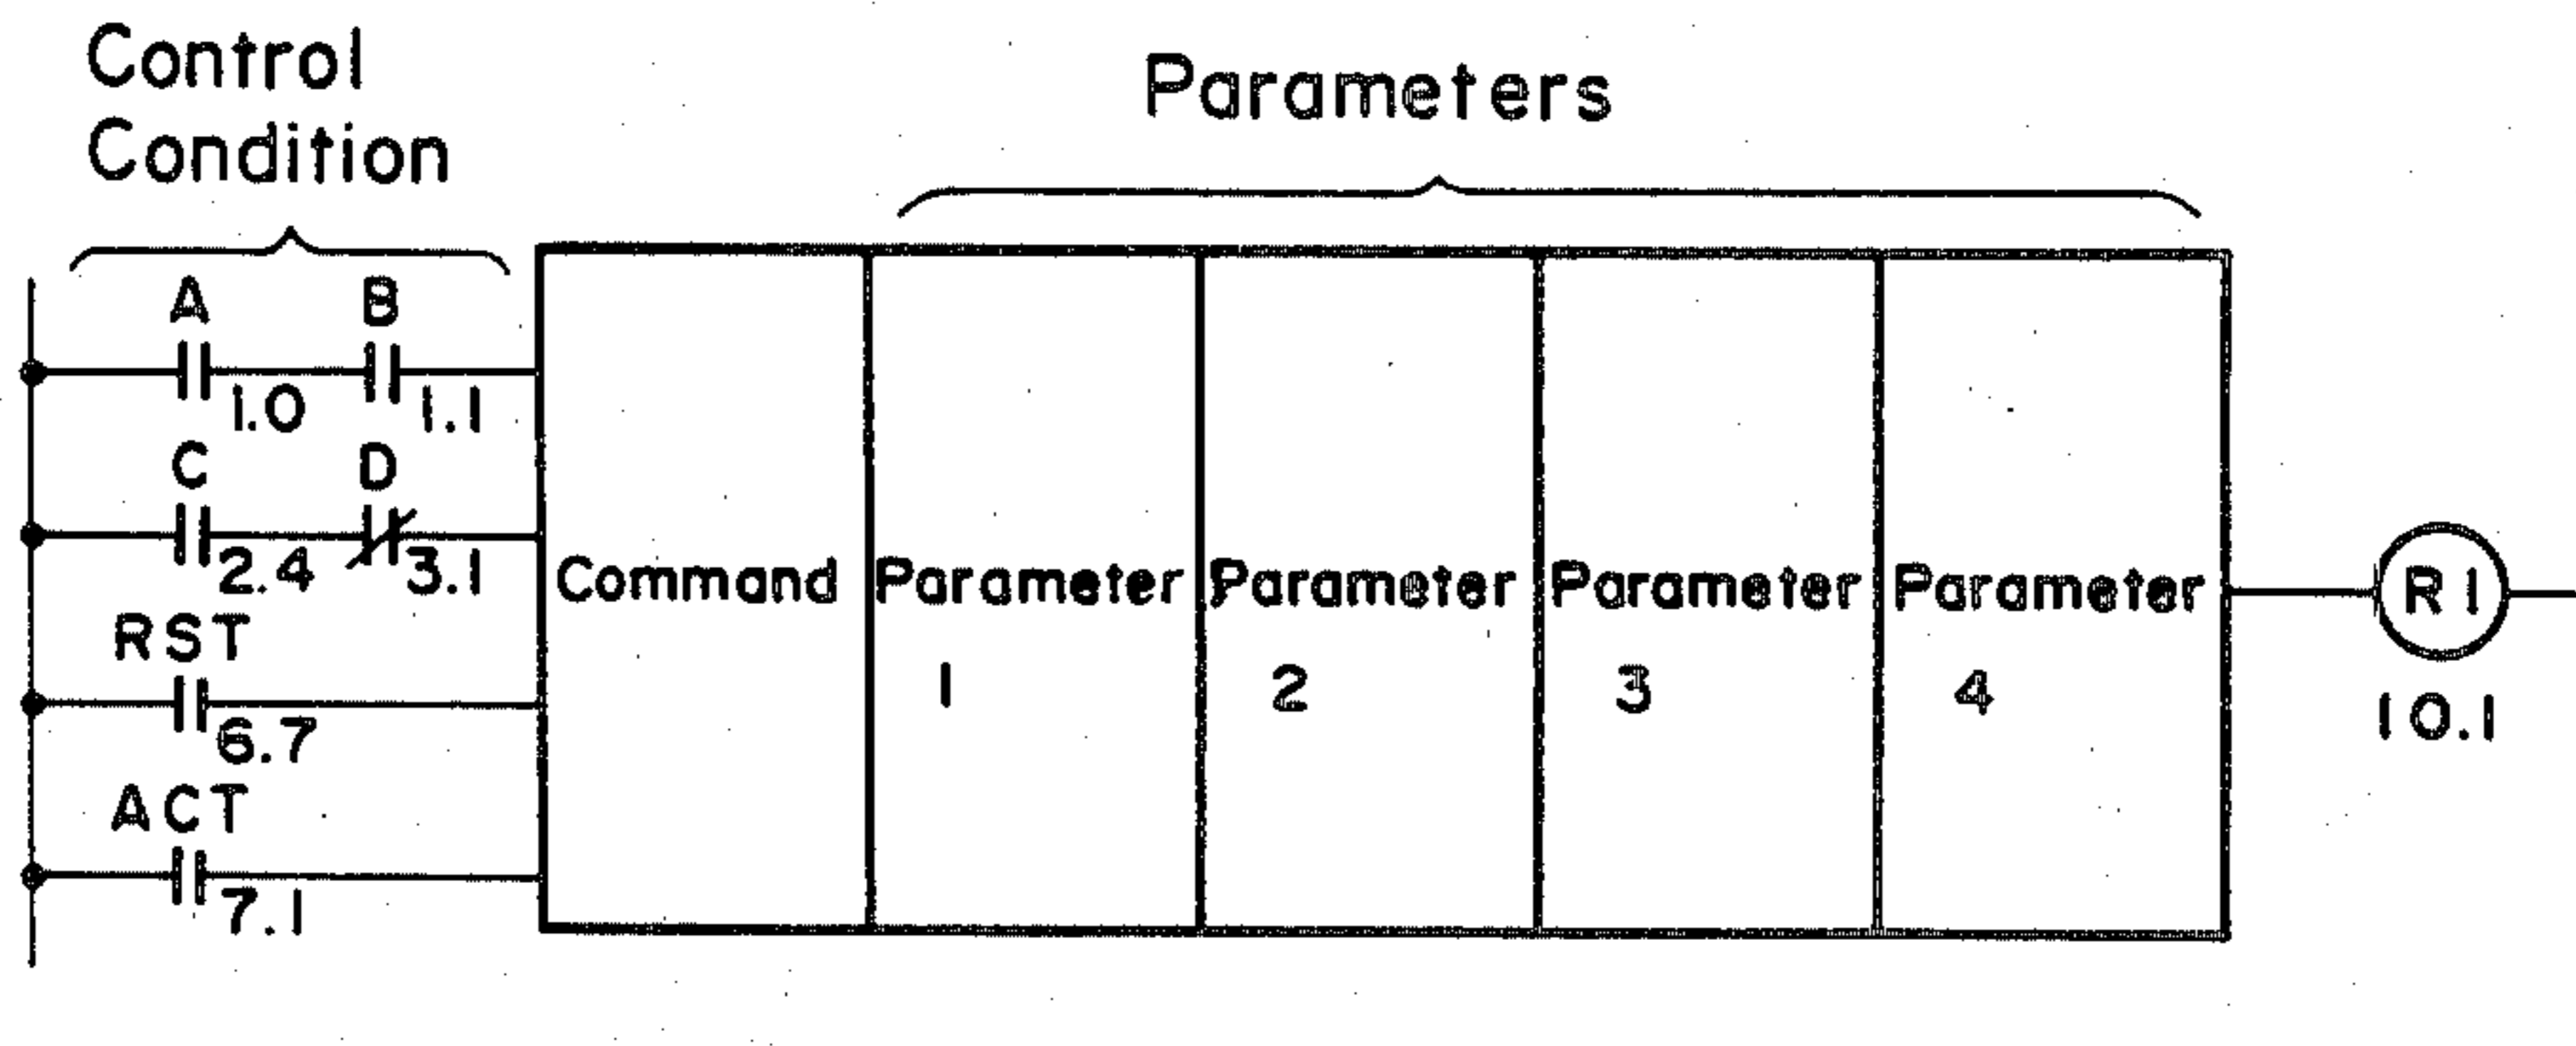 Control
Condition
Parameters
A B
1.0 1.1
C D
2.4 3.1
RST
6.7
ACT
7.1
Command Parameter Parameter Parameter Parameter
1 2 3 4
R1
10.1